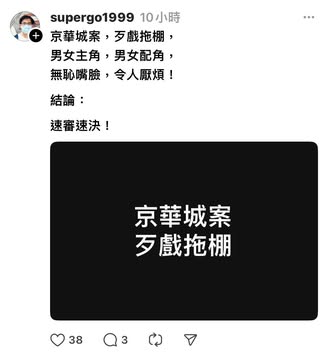 supergo1999 10小時
京華城案，歹戲拖棚，
男女主角，男女配角，
無恥嘴臉，令人厭煩！
結論：
速審速決！
京華城案
歹戲拖棚
38 3